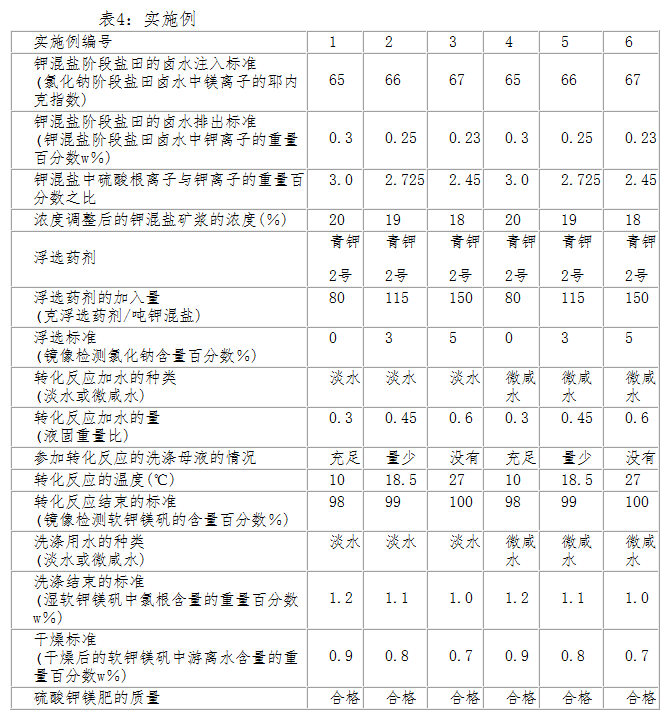 表4: 实施例
实施例编号 1 2 3 4 5 6
钾混盐阶段盐田的卤水注入标准
(氯化钠阶段盐田卤水中镁离子的耶内 65 66 67 65 66 67
克指数)
钾混盐阶段盐田的卤水排出标准
(钾混盐阶段盐田卤水中钾离子的重量 0.3 0.25 0.23 0.3 0.25 0.23
百分数w%)
钾混盐中硫酸根离子与钾离子的重量百 3.0 2.725 2.45 3.0 2.725 2.45
分数之比
浓度调整后的钾混盐矿浆的浓度(%) 20 19 18 20 19 18
青钾 青钾 青钾 青钾 青钾 青钾
浮选药剂
2号 2号 2号 2号 2号 2号
浮选药剂的加入量 80 115 150 80 115 150
(克浮选药剂/吨钾混盐)
浮选标准 0 3 5 0 3 5
(镜像检测氯化钠含量百分数%)
转化反应加水的种类 淡水 淡水 淡水 微咸 微咸 微咸
(淡水或微咸水) 水 水 水
转化反应加水的量 0.3 0.45 0.6 0.3 0.45 0.6
(液固重量比)
参加转化反应的洗涤母液的情况 充足 量少 没有 充足 量少 没有
转化反应的温度(℃) 10 18.5 27 10 18.5 27
转化反应结束的标准 98 99 100 98 99 100
(镜像检测软钾镁矾的含量百分数%)
洗涤用水的种类 淡水 淡水 淡水 微咸 微咸 微咸
(淡水或微咸水) 水 水 水
洗涤结束的标准
(湿软钾镁矾中氯根含量的重量百分数 1.2 1.1 1.0 1.2 1.1 1.0
w%)
干燥标准
(干燥后的软钾镁矾中游离水含量的重 0.9 0.8 0.7 0.9 0.8 0.7
量百分数w%)
硫酸钾镁肥的质量 合格 合格 合格 合格 合格 合格